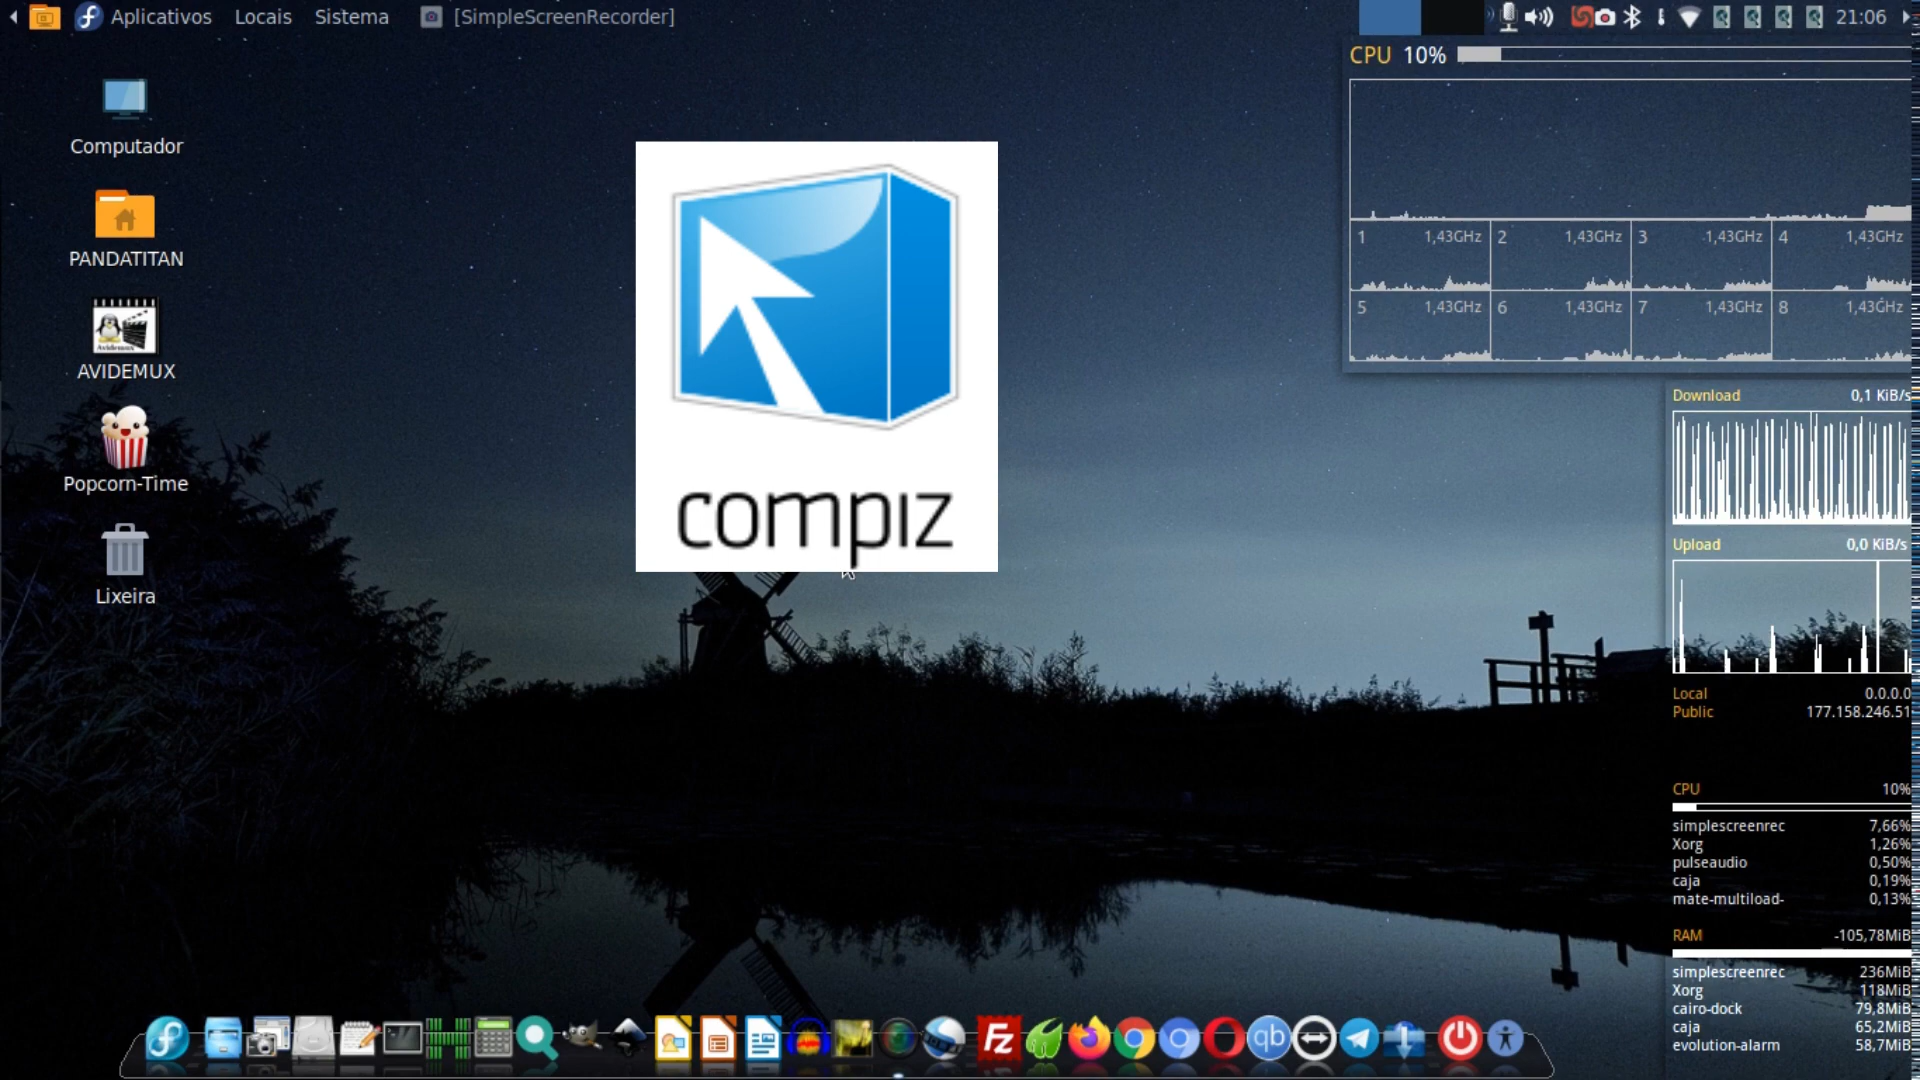 Aplicativos Locais Sistema [SimpleScreenRecorder] 21:06
CPU 10%
1 1,43GHz 2 1,43GHz 3 1,43GHz 4 1,43GHz
5 1,43GHz 6 1,43GHz 7 1,43GHz 8 1,43GHz
Computador
PANDATITAN
Avidemux
AVIDEMUX
Popcorn-Time
Lixeira
compiz
Download 0,1 KiB/s
Upload 0,0 KiB/s
Local 0.0.0.0
Public 177.158.246.51
CPU 10%
simplescreenrec 7,66%
Xorg 1,26%
pulseaudio 0,50%
caja 0,19%
mate-multiload- 0,13%
RAM -105,78MiB
simplescreenrec 236MiB
Xorg 118MiB
cairo-dock 79,8MiB
caja 65,2MiB
evolution-alarm 58,7MiB
Fz
qb